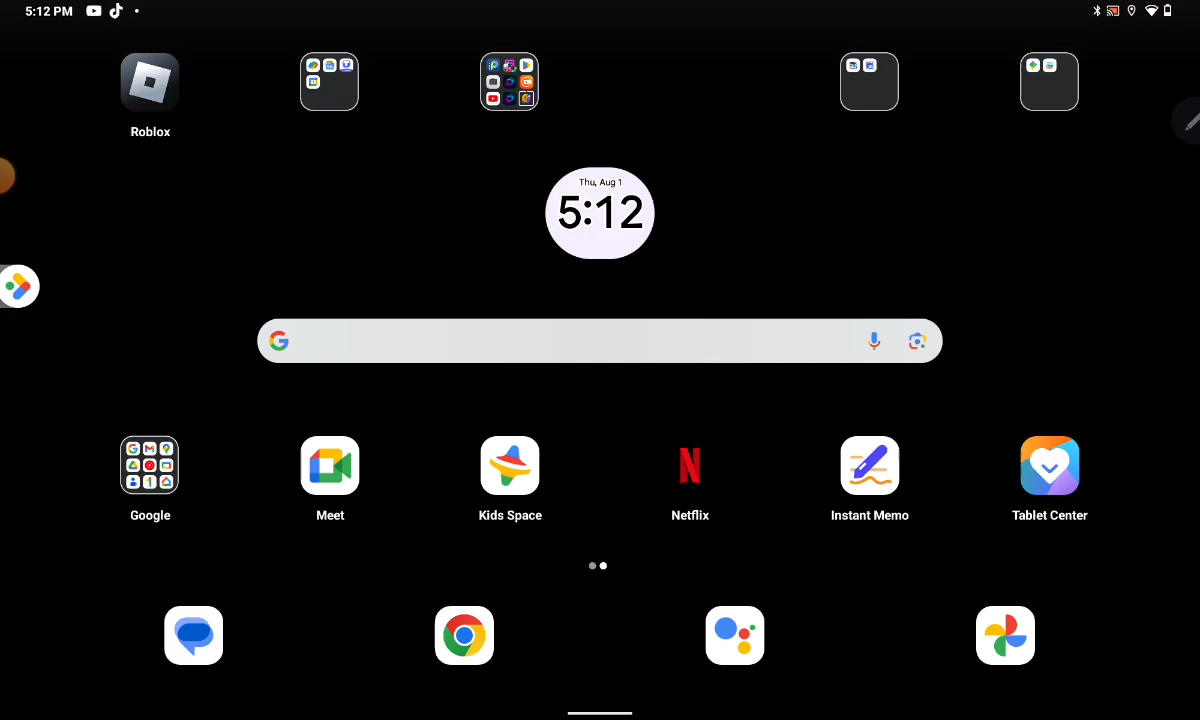 5:12 PM
Roblox
Thu, Aug 1
5:12
Google
Meet
Kids Space
N
Netflix
Instant Memo
Tablet Center